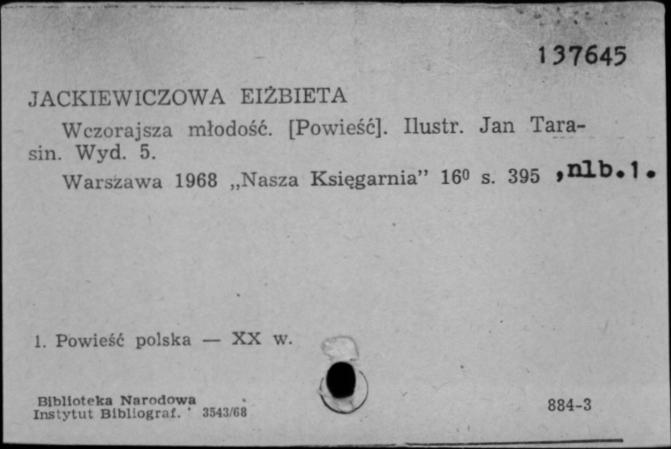 137645
JACKIEWICZOWA EIŻBIETA
Wczorajsza młodość. [Powieść]. Ilustr. Jan Tara-
sin. Wyd. 5.
Warszawa 1968 „Nasza Księgarnia” 16⁰ s. 395 ,nlb.1.
1. Powieść polska — XX w.
Biblioteka Narodowa
Instytut Bibliograf. 3543/68
884-3